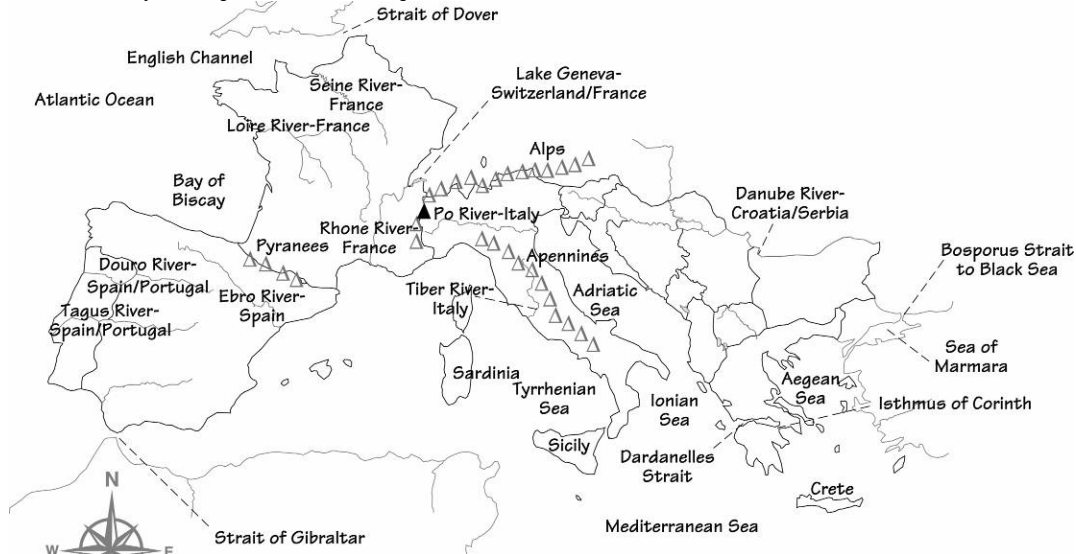 Strait of Dover
English Channel
Lake Geneva-
Switzerland/France
Seine River-
France
Atlantic Ocean
Loire River-France
Alps
Bay of
Biscay
Danube River-
Croatia/Serbia
Po River-Italy
Rhone River-
France
Pyranees
Apennines
Bosporus Strait
to Black Sea
Douro River-
Spain/Portugal
Ebro River-
Spain
Tiber River-
Italy
Adriatic
Sea
Tagus River-
Spain/Portugal
Sea of
Marmara
Sardinia
Tyrrhenian
Sea
Ionian
Sea
Aegean
Sea
Isthmus of Corinth
Sicily
Dardanelles
Strait
Crete
N
Mediterranean Sea
Strait of Gibraltar
W
E